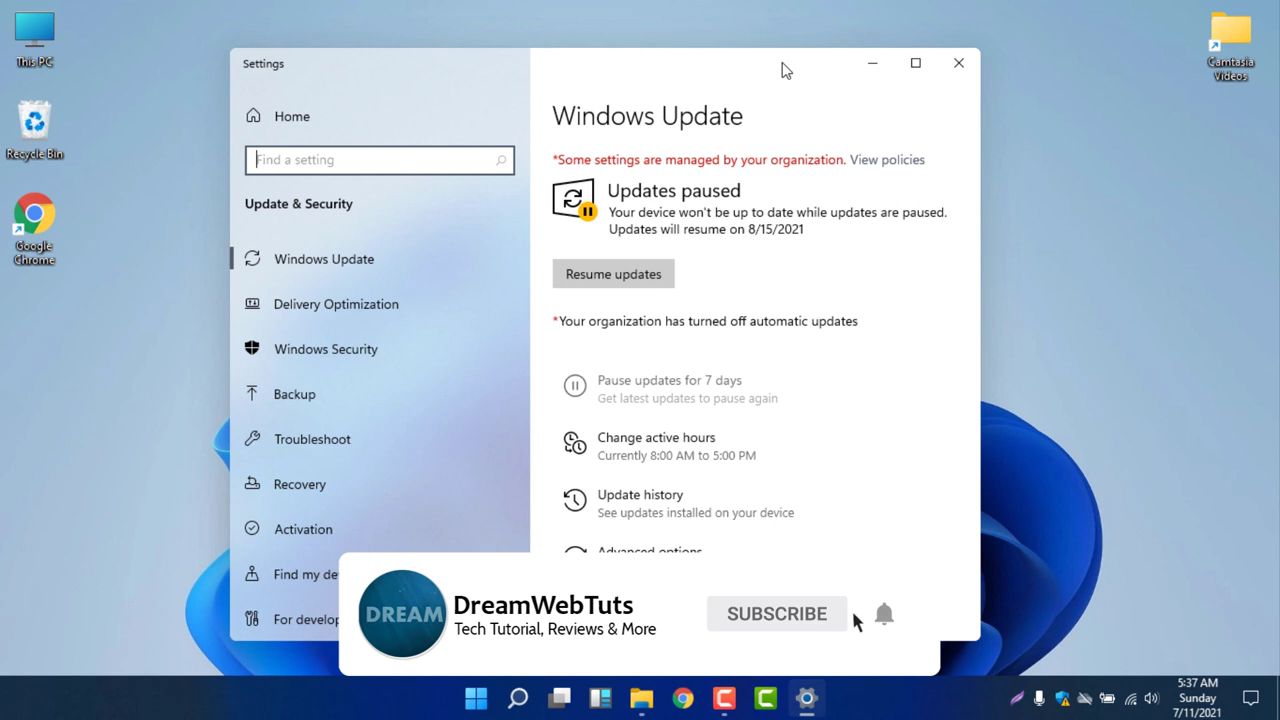 This PC
Recycle Bin
Google
Chrome
Camtasia
Videos
Settings
Home
Find a setting
Update & Security
Windows Update
Delivery Optimization
Windows Security
Backup
Troubleshoot
Recovery
Activation
Find my de
For develop
Windows Update
*Some settings are managed by your organization. View policies
Updates paused
Your device won't be up to date while updates are paused.
Updates will resume on 8/15/2021
Resume updates
*Your organization has turned off automatic updates
Pause updates for 7 days
Get latest updates to pause again
Change active hours
Currently 8:00 AM to 5:00 PM
Update history
See updates installed on your device
Advanced options
DREAM
DreamWebTuts
Tech Tutorial, Reviews & More
SUBSCRIBE
5:37 AM
Sunday
7/11/2021